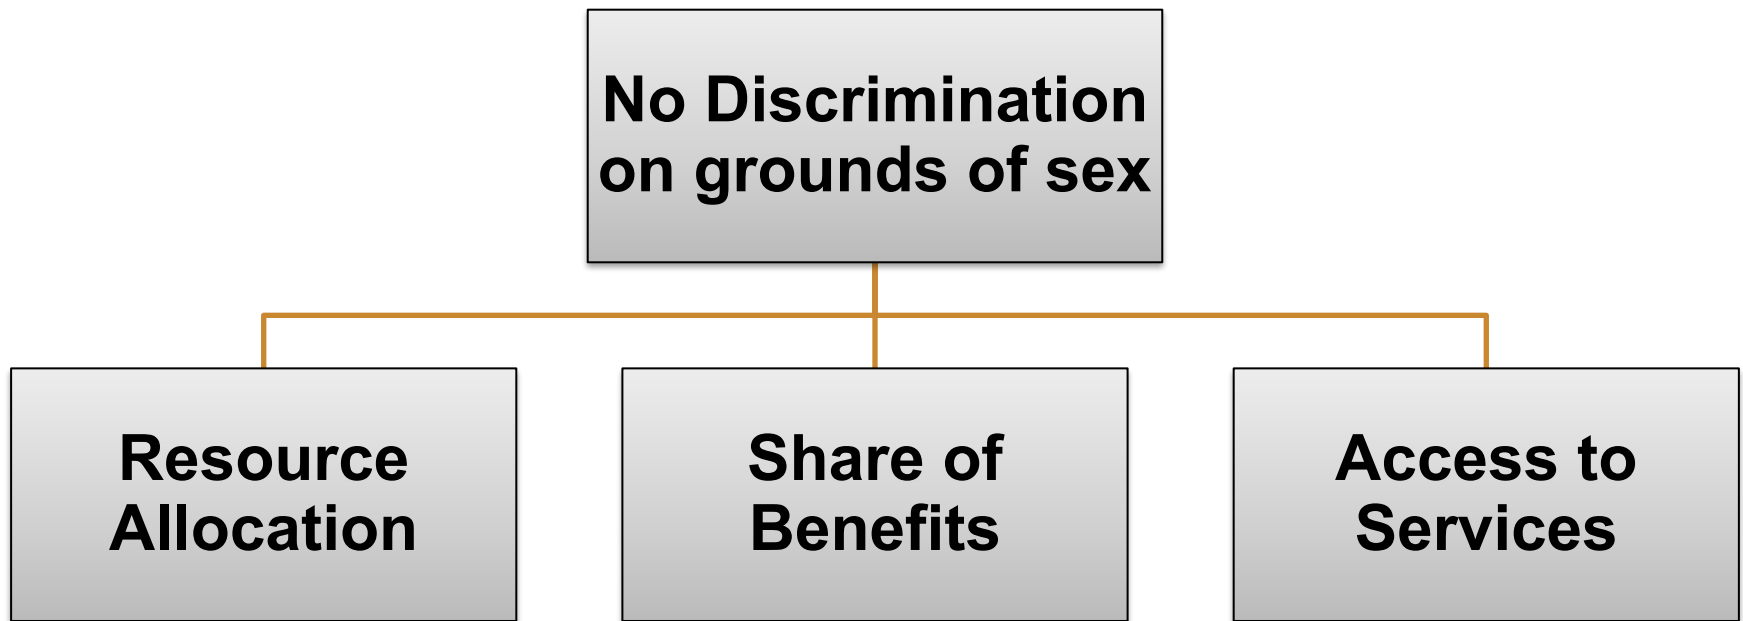 No Discrimination
on grounds of sex
Resource
Allocation
Share of
Benefits
Access to
Services